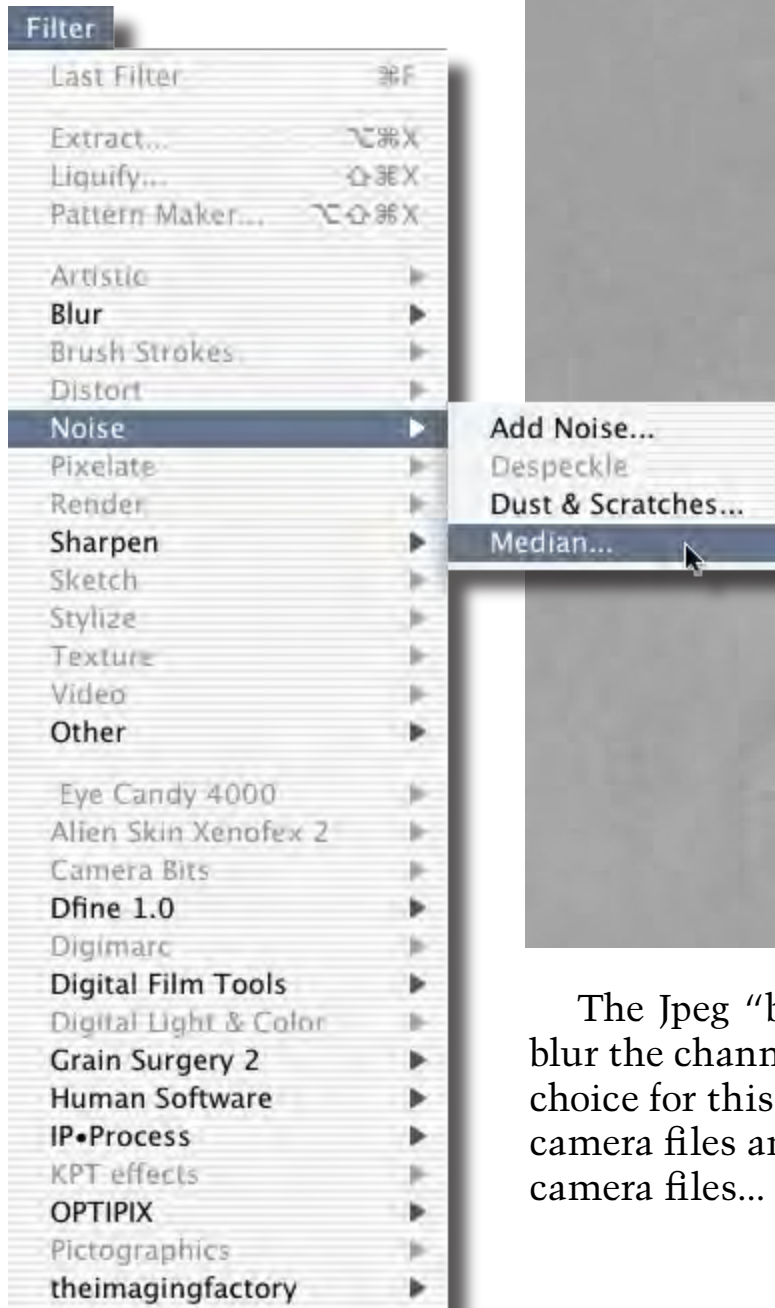 Filter
Last Filter ⌘F
Extract... ⌥⌘X
Liquify... ⇧⌘X
Pattern Maker... ⌥⇧⌘X
Artistic
Blur
Brush Strokes
Distort
Noise
Pixelate
Render
Sharpen
Sketch
Stylize
Texture
Video
Other
Eye Candy 4000
Alien Skin Xenofex 2
Camera Bits
Dfine 1.0
Digimarc
Digital Film Tools
Digital Light & Color
Grain Surgery 2
Human Software
IP•Process
KPT effects
OPTIPIX
Pictographics
theimagingfactory
Add Noise...
Despeckle
Dust & Scratches...
Median...
The Jpeg “
blur the
choice for this
camera files
camera files...